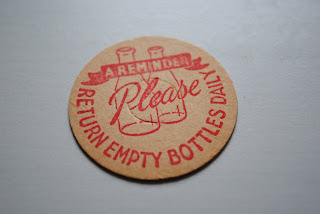 A REMINDER
Please
RETURN EMPTY BOTTLES DAILY